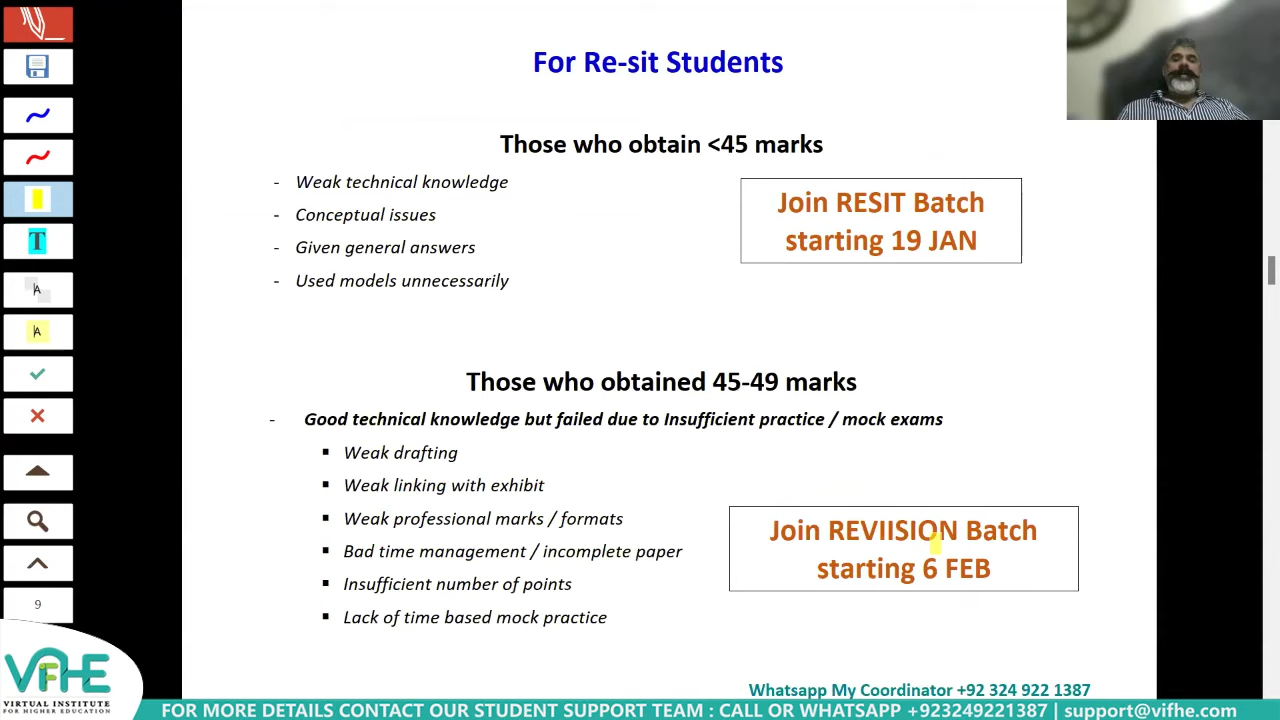 For Re-sit Students
Those who obtain <45 marks
- Weak technical knowledge
- Conceptual issues
- Given general answers
- Used models unnecessarily
Join RESIT Batch
starting 19 JAN
Those who obtained 45-49 marks
- Good technical knowledge but failed due to Insufficient practice / mock exams
▪ Weak drafting
▪ Weak linking with exhibit
▪ Weak professional marks / formats
▪ Bad time management / incomplete paper
▪ Insufficient number of points
▪ Lack of time based mock practice
Join REVIISION Batch
starting 6 FEB
T
A
A
9
VIFHE
VIRTUAL INSTITUTE
FOR HIGHER EDUCATION
Whatsapp My Coordinator +92 324 922 1387
FOR MORE DETAILS CONTACT OUR STUDENT SUPPORT TEAM : CALL OR WHATSAPP +923249221387 | support@vifhe.com